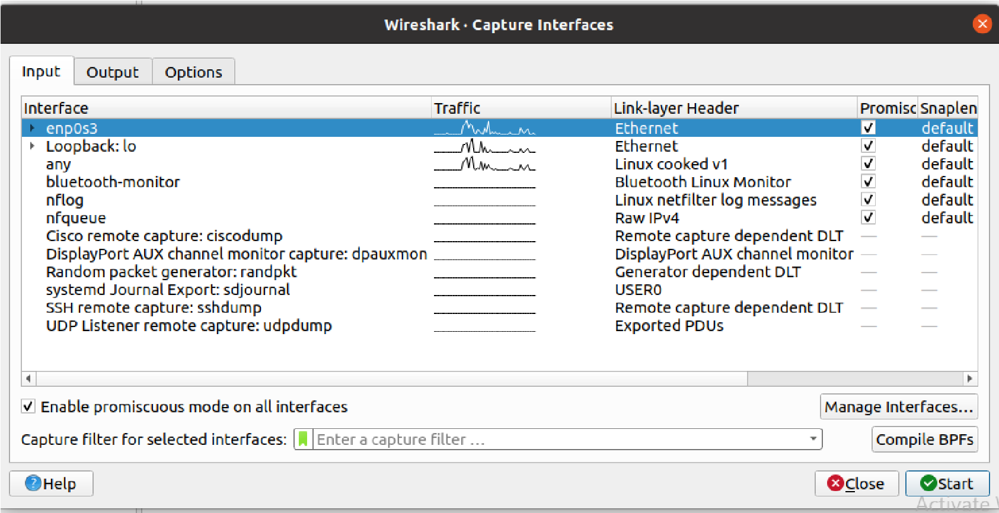 Wireshark · Capture Interfaces
Input Output Options
Interface Traffic Link-layer Header Promisc Snaplen
enp0s3 Ethernet default
Loopback: lo Ethernet default
any Linux cooked v1 default
bluetooth-monitor Bluetooth Linux Monitor default
nflog Linux netfilter log messages default
nfqueue Raw IPv4 default
Cisco remote capture: ciscodump Remote capture dependent DLT — —
DisplayPort AUX channel monitor capture: dpauxmon DisplayPort AUX channel monitor — —
Random packet generator: randpkt Generator dependent DLT — —
systemd Journal Export: sdjournal USER0 — —
SSH remote capture: sshdump Remote capture dependent DLT — —
UDP Listener remote capture: udpdump Exported PDUs — —
Enable promiscuous mode on all interfaces Manage Interfaces...
Capture filter for selected interfaces: Enter a capture filter ... Compile BPFs
Help Close Start
Activate